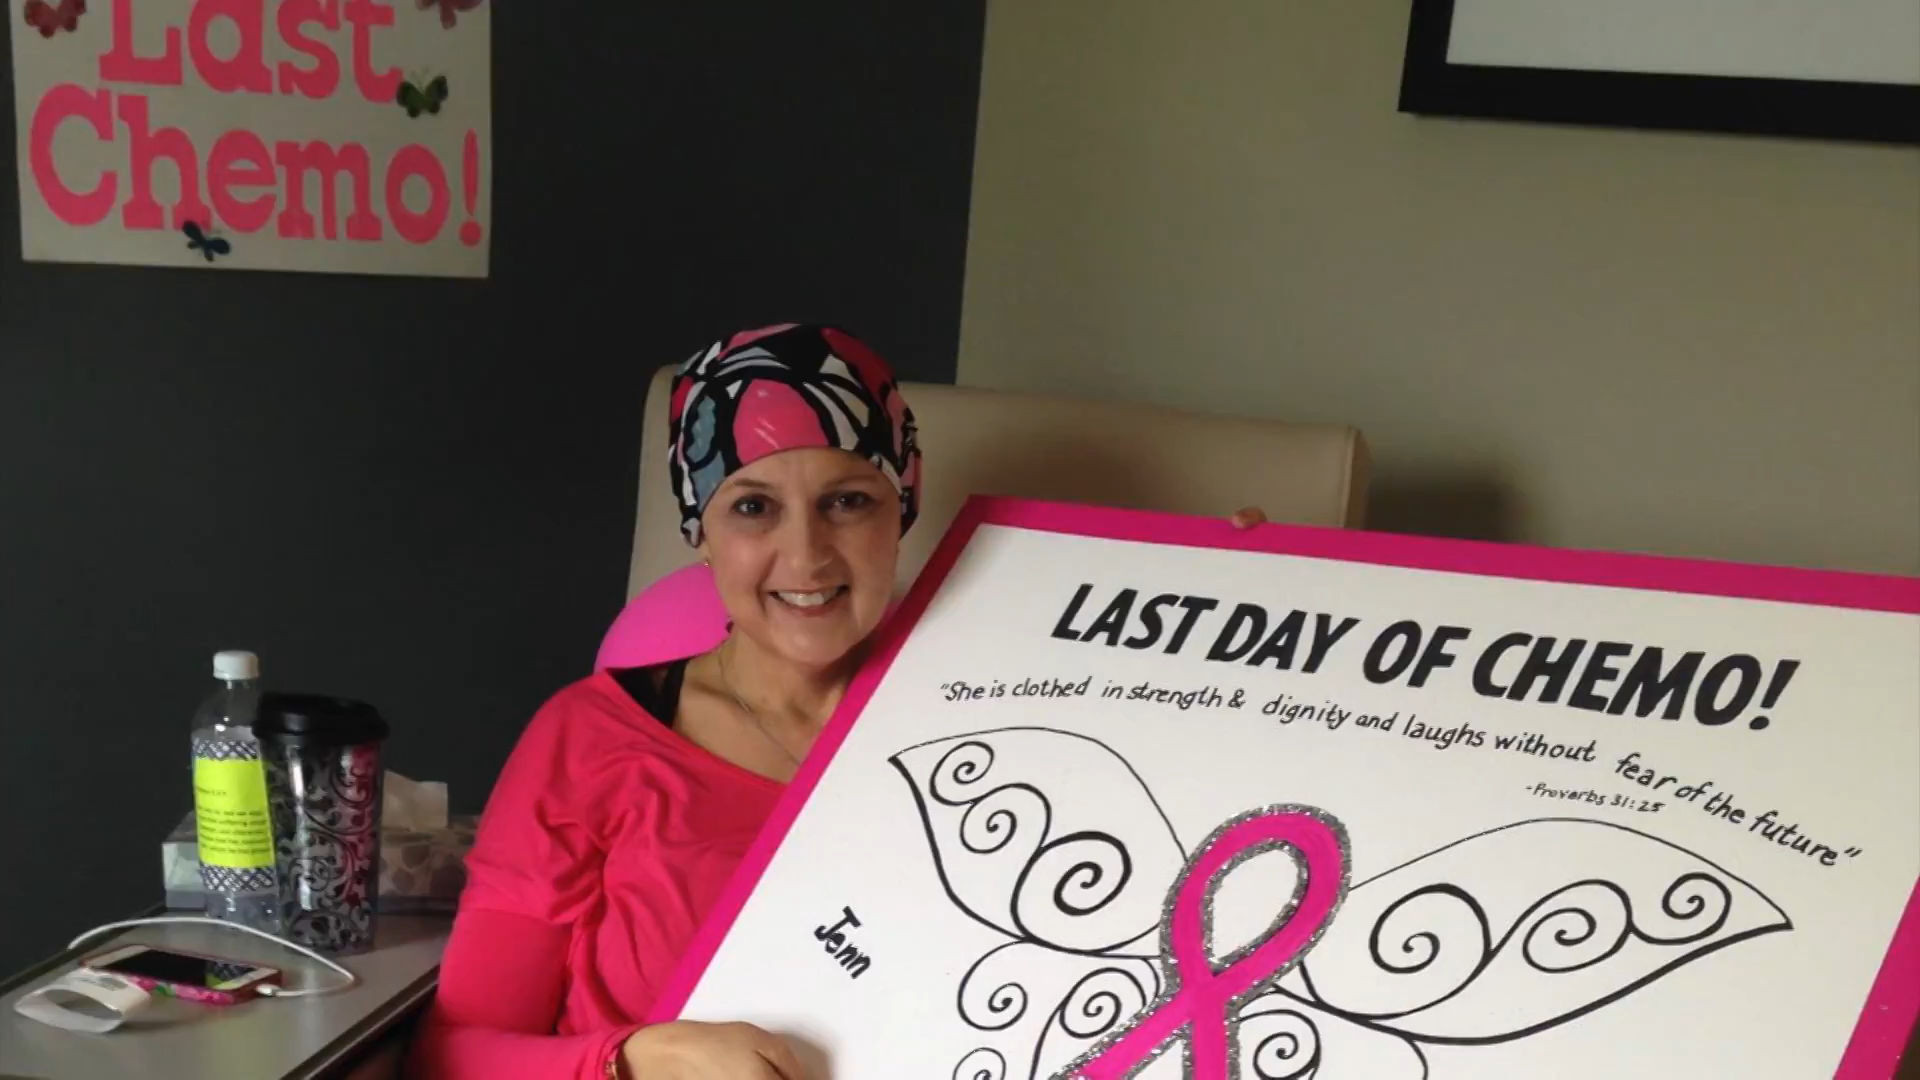 Last
Chemo!
LAST DAY OF CHEMO!
"She is clothed in strength & dignity and laughs without fear of the future"
-Proverbs 31:25
Jenn